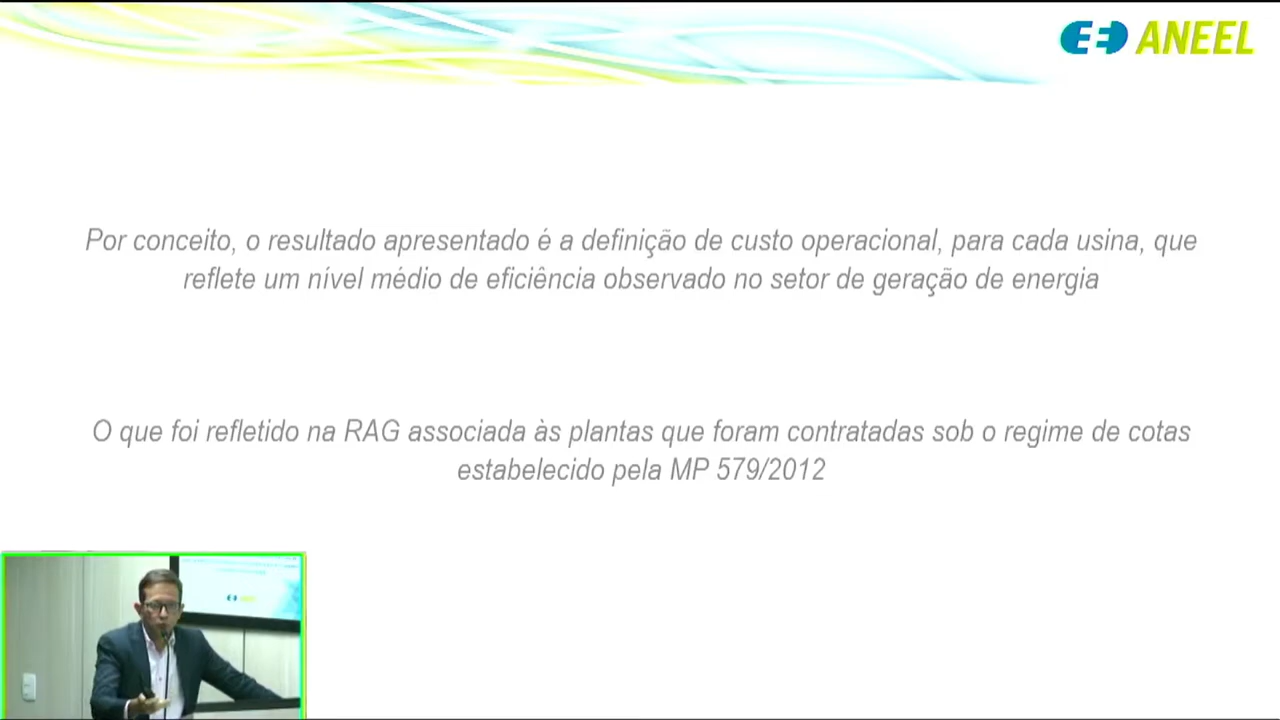 ANEEL
Por conceito, o resultado apresentado é a definição de custo operacional, para cada usina, que
reflete um nível médio de eficiência observado no setor de geração de energia
O que foi refletido na RAG associada às plantas que foram contratadas sob o regime de cotas
estabelecido pela MP 579/2012